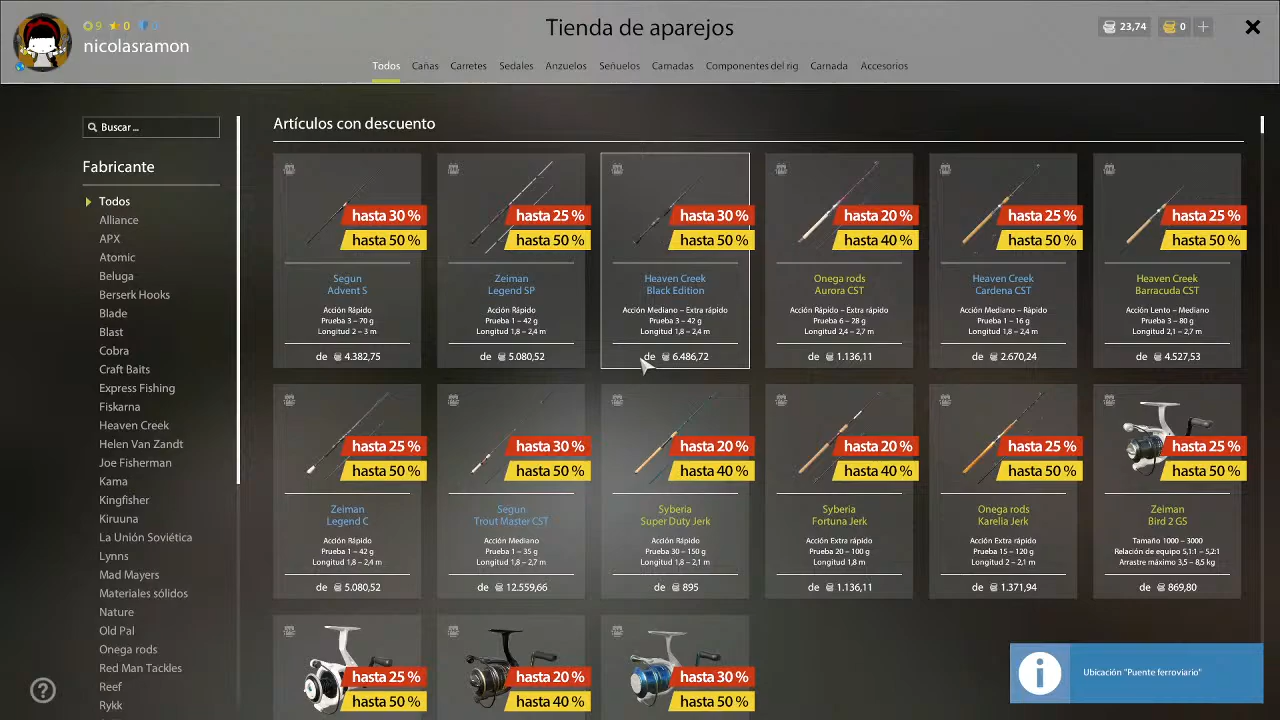 9 0
nicolasramon
Tienda de aparejos
23,74 0
Todos Cañas Carretes Sedales Anzuelos Señuelos Carnadas Componentes del rig Carnada Accesorios
Buscar ...
Fabricante
Todos
Alliance
APX
Atomic
Beluga
Berserk Hooks
Blade
Blast
Cobra
Craft Baits
Express Fishing
Fiskarna
Heaven Creek
Helen Van Zandt
Joe Fisherman
Kama
Kingfisher
Kiruuna
La Unión Soviética
Lynns
Mad Mayers
Materiales sólidos
Nature
Old Pal
Onega rods
Red Man Tackles
Reef
Rykk
Artículos con descuento
hasta 30 %
hasta 50 %
Segun
Advent S
Acción Rápido
Prueba 3 – 70 g
Longitud 2 – 3 m
de 4.382,75
hasta 25 %
hasta 50 %
Zeiman
Legend SP
Acción Rápido
Prueba 1 – 42 g
Longitud 1,8 – 2,4 m
de 5.080,52
hasta 30 %
hasta 50 %
Heaven Creek
Black Edition
Acción Mediano – Extra rápido
Prueba 3 – 42 g
Longitud 1,8 – 2,4 m
de 6.486,72
hasta 20 %
hasta 40 %
Onega rods
Aurora CST
Acción Rápido – Extra rápido
Prueba 6 – 28 g
Longitud 2,4 – 2,7 m
de 1.136,11
hasta 25 %
hasta 50 %
Heaven Creek
Cardena CST
Acción Mediano – Rápido
Prueba 1 – 16 g
Longitud 1,8 – 2,4 m
de 2.670,24
hasta 25 %
hasta 50 %
Heaven Creek
Barracuda CST
Acción Lento – Mediano
Prueba 3 – 80 g
Longitud 2,1 – 2,7 m
de 4.527,53
hasta 25 %
hasta 50 %
Zeiman
Legend C
Acción Rápido
Prueba 1 – 42 g
Longitud 1,8 – 2,4 m
de 5.080,52
hasta 30 %
hasta 50 %
Segun
Trout Master CST
Acción Mediano
Prueba 1 – 35 g
Longitud 1,8 – 2,7 m
de 12.559,66
hasta 20 %
hasta 40 %
Syberia
Super Duty Jerk
Acción Rápido
Prueba 30 – 150 g
Longitud 1,8 – 2,1 m
de 895
hasta 20 %
hasta 40 %
Syberia
Fortuna Jerk
Acción Extra rápido
Prueba 20 – 100 g
Longitud 1,8 m
de 1.136,11
hasta 25 %
hasta 50 %
Onega rods
Karelia Jerk
Acción Extra rápido
Prueba 15 – 120 g
Longitud 2 – 2,1 m
de 1.371,94
hasta 25 %
hasta 50 %
Zeiman
Bird 2 GS
Tamaño 1000 – 3000
Relación de equipo 5,1:1 – 5,2:1
Arrastre máximo 3,5 – 8,5 kg
de 869,80
hasta 25 %
hasta 50 %
hasta 20 %
hasta 40 %
hasta 30 %
hasta 50 %
Ubicación "Puente ferroviario"